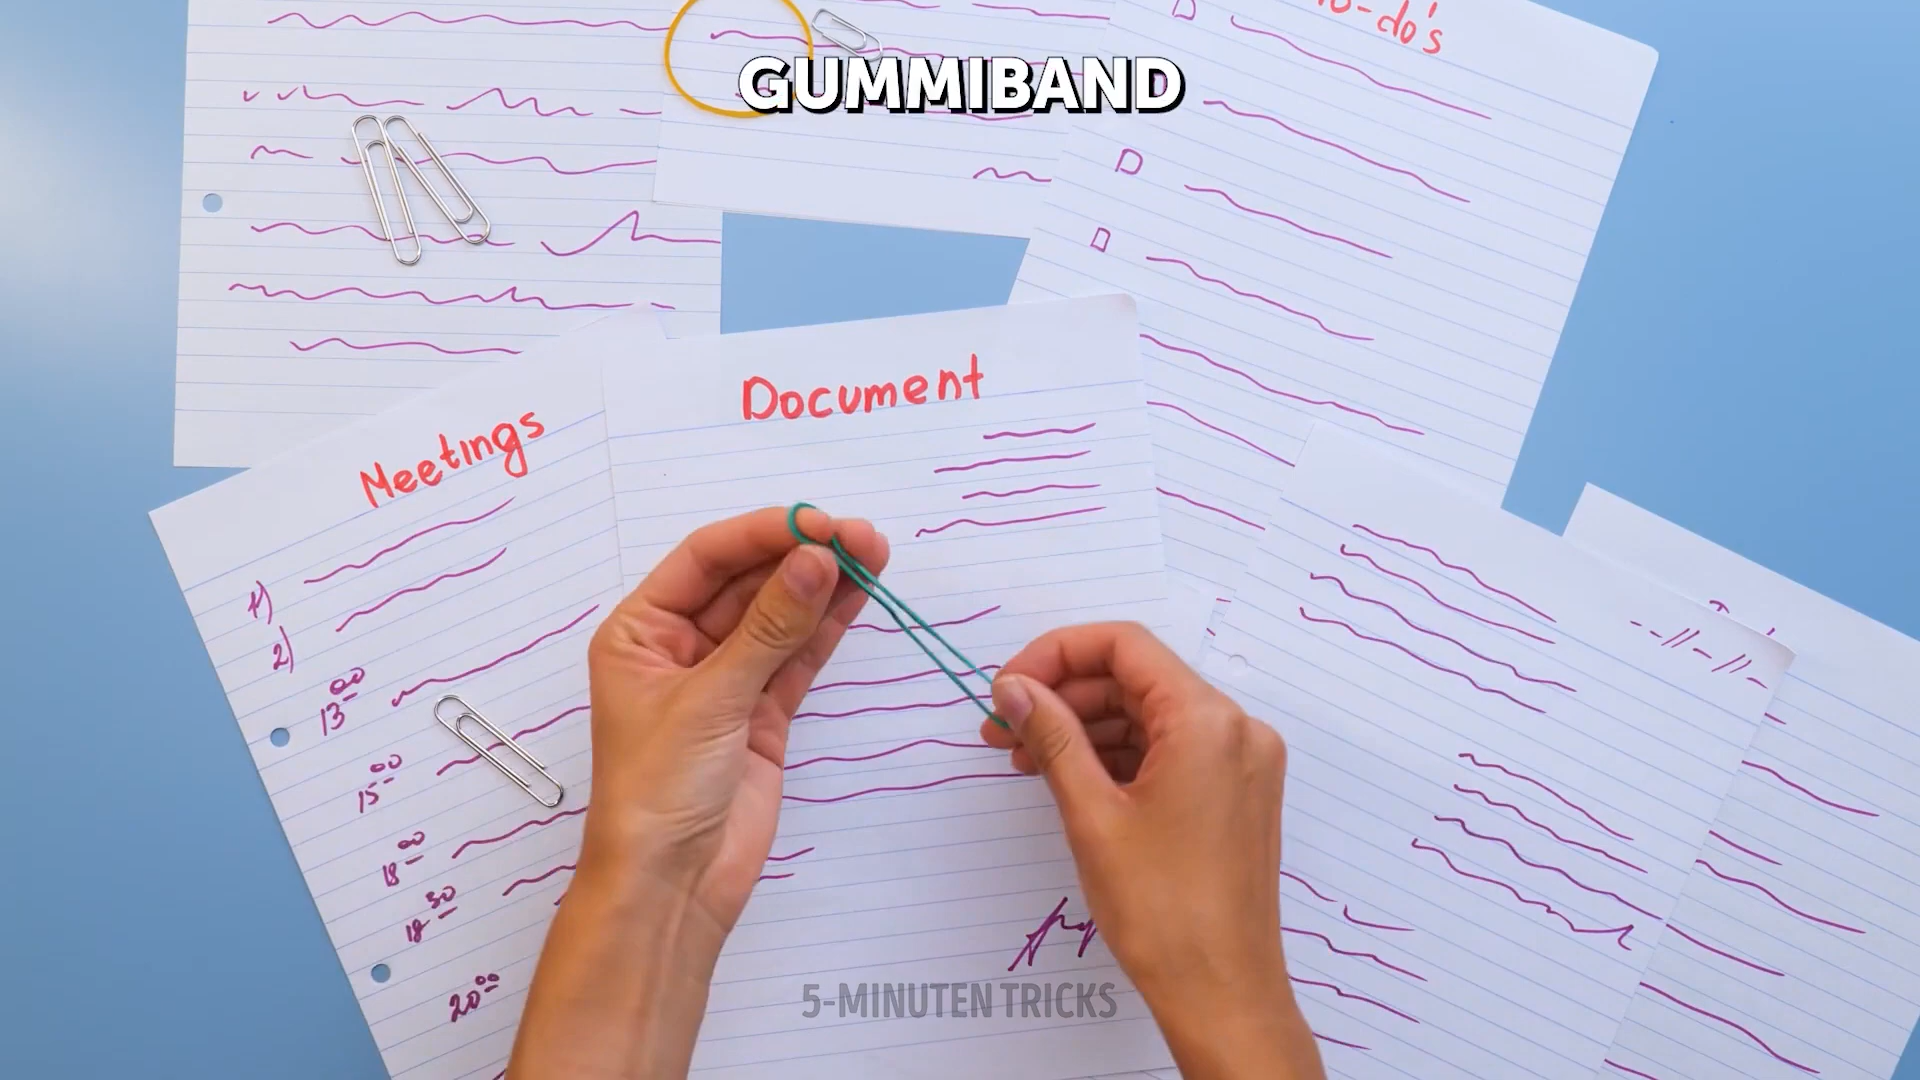 To-do's
GUMMIBAND
Document
Meetings
1)
2)
13 00
15 00
18 00
18 30
20 00
5-MINUTEN TRICKS